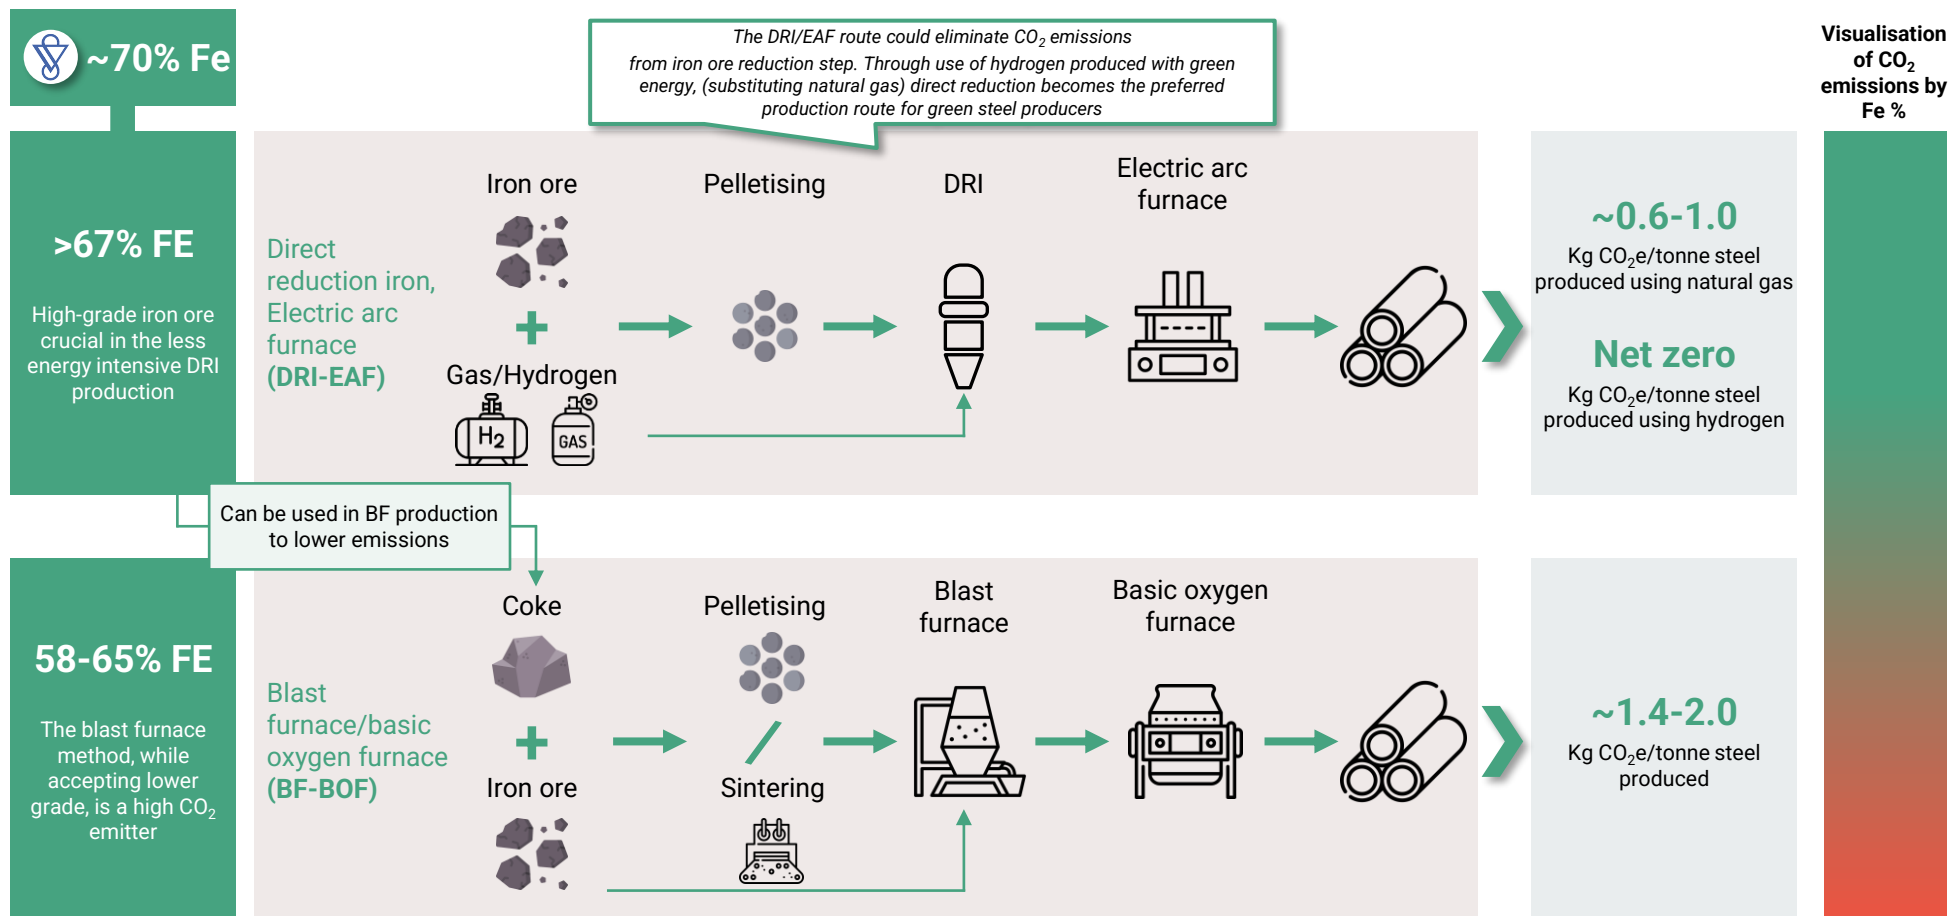 ~70% Fe
The DRI/EAF route could eliminate CO₂ emissions
from iron ore reduction step. Through use of hydrogen produced with green
energy, (substituting natural gas) direct reduction becomes the preferred
production route for green steel producers
Visualisation
of CO₂
emissions by
Fe %
>67% FE
High-grade iron ore
crucial in the less
energy intensive DRI
production
Direct
reduction iron,
Electric arc
furnace
(DRI-EAF)
Iron ore
+
Gas/Hydrogen
H₂
GAS
Pelletising
DRI
Electric arc
furnace
~0.6-1.0
Kg CO₂e/tonne steel
produced using natural gas
Net zero
Kg CO₂e/tonne steel
produced using hydrogen
Can be used in BF production
to lower emissions
58-65% FE
The blast furnace
method, while
accepting lower
grade, is a high CO₂
emitter
Blast
furnace/basic
oxygen furnace
(BF-BOF)
Coke
+
Iron ore
Pelletising
/
Sintering
Blast
furnace
Basic oxygen
furnace
~1.4-2.0
Kg CO₂e/tonne steel
produced